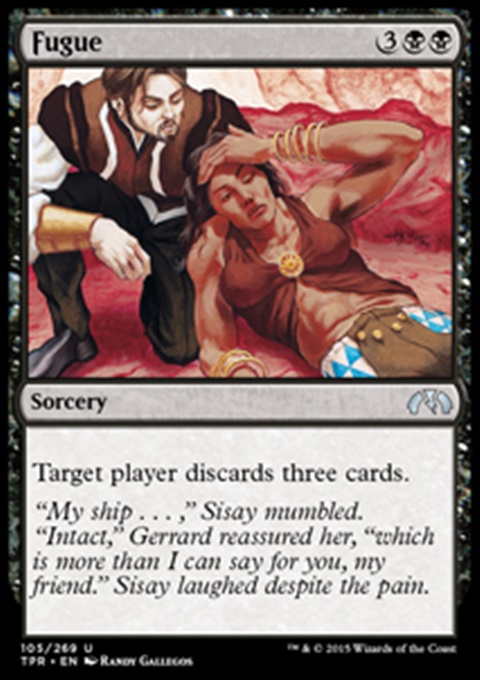 Fugue 3
Sorcery
Target player discards three cards.
“My ship . . . ,” Sisay mumbled.
“Intact,” Gerrard reassured her, “which
is more than I can say for you, my
friend.” Sisay laughed despite the pain.
105/269 U
TPR • EN Randy Gallegos
™ & © 2015 Wizards of the Coast